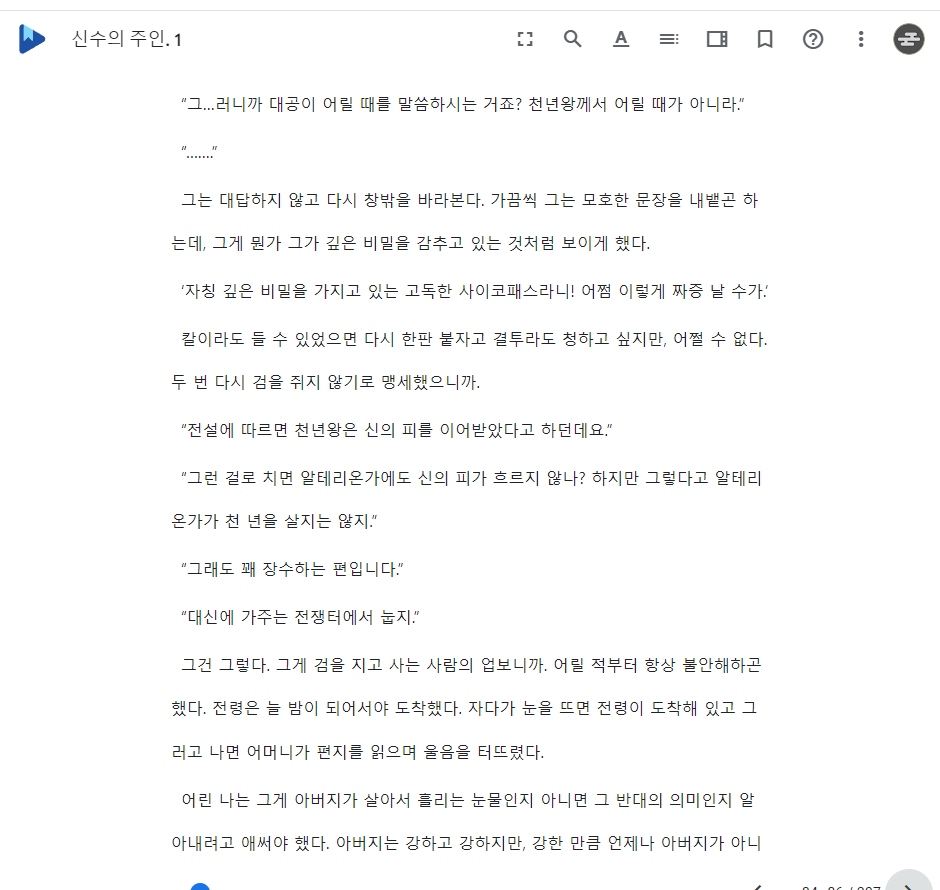 신수의 주인. 1
“그...러니까 대공이 어릴 때를 말씀하시는 거죠? 천년왕께서 어릴 때가 아니라.”
“.......”
그는 대답하지 않고 다시 창밖을 바라본다. 가끔씩 그는 모호한 문장을 내뱉곤 하
는데, 그게 뭔가 그가 깊은 비밀을 감추고 있는 것처럼 보이게 했다.
‘자칭 깊은 비밀을 가지고 있는 고독한 사이코패스라니! 어쩜 이렇게 짜증 날 수가.’
칼이라도 들 수 있었으면 다시 한판 붙자고 결투라도 청하고 싶지만, 어쩔 수 없다.
두 번 다시 검을 쥐지 않기로 맹세했으니까.
“전설에 따르면 천년왕은 신의 피를 이어받았다고 하던데요.”
“그런 걸로 치면 알테리온가에도 신의 피가 흐르지 않나? 하지만 그렇다고 알테리
온가가 천 년을 살지는 않지.”
“그래도 꽤 장수하는 편입니다.”
“대신에 가주는 전쟁터에서 눕지.”
그건 그렇다. 그게 검을 지고 사는 사람의 업보니까. 어릴 적부터 항상 불안해하곤
했다. 전령은 늘 밤이 되어서야 도착했다. 자다가 눈을 뜨면 전령이 도착해 있고 그
러고 나면 어머니가 편지를 읽으며 울음을 터뜨렸다.
어린 나는 그게 아버지가 살아서 흘리는 눈물인지 아니면 그 반대의 의미인지 알
아내려고 애써야 했다. 아버지는 강하고 강하지만, 강한 만큼 언제나 아버지가 아니